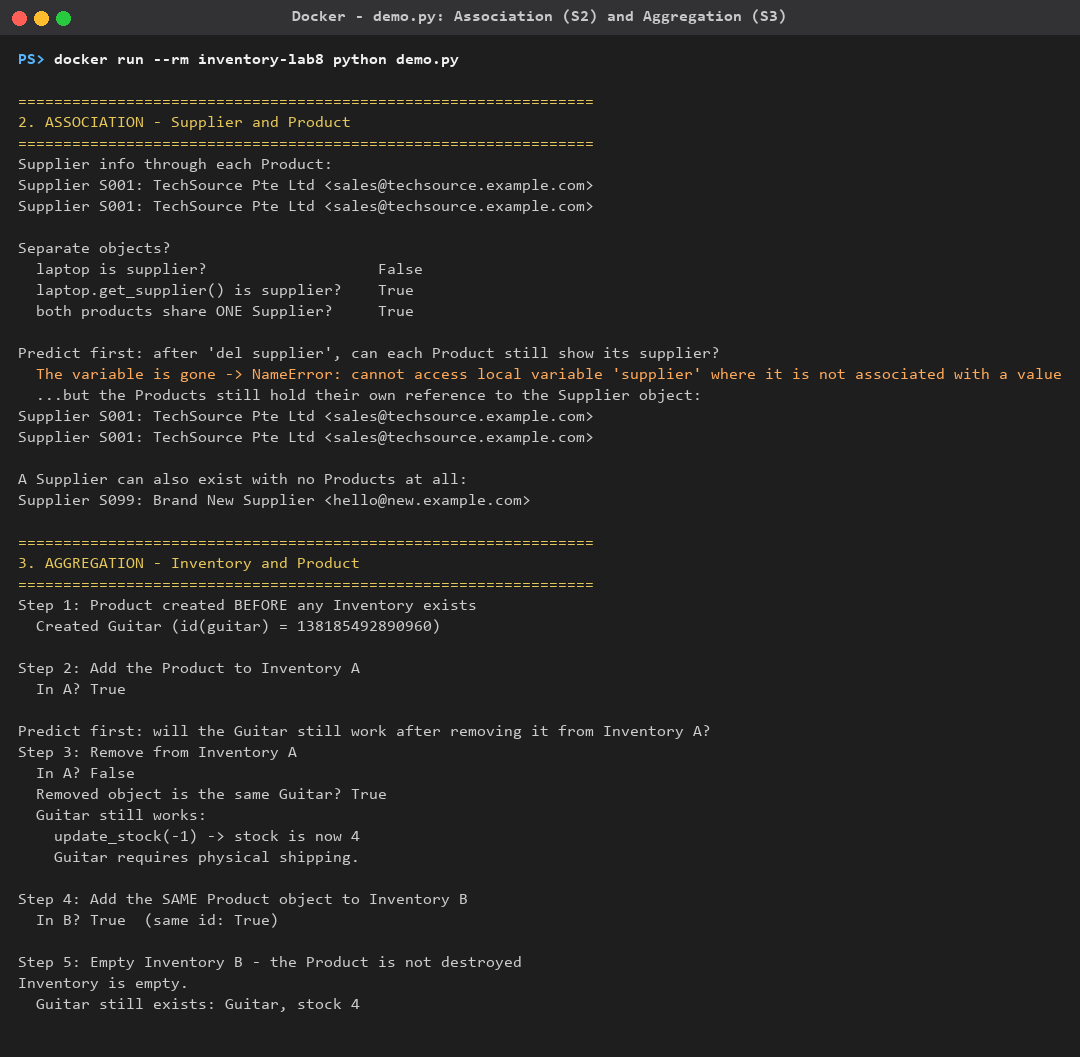 Docker - demo.py: Association (S2) and Aggregation (S3)
PS> docker run --rm inventory-lab8 python demo.py
================================================================
2. ASSOCIATION - Supplier and Product
================================================================
Supplier info through each Product:
Supplier S001: TechSource Pte Ltd <sales@techsource.example.com>
Supplier S001: TechSource Pte Ltd <sales@techsource.example.com>
Separate objects?
  laptop is supplier?                   False
  laptop.get_supplier() is supplier?    True
  both products share ONE Supplier?     True
Predict first: after 'del supplier', can each Product still show its supplier?
  The variable is gone -> NameError: cannot access local variable 'supplier' where it is not associated with a value
  ...but the Products still hold their own reference to the Supplier object:
Supplier S001: TechSource Pte Ltd <sales@techsource.example.com>
Supplier S001: TechSource Pte Ltd <sales@techsource.example.com>
A Supplier can also exist with no Products at all:
Supplier S099: Brand New Supplier <hello@new.example.com>
================================================================
3. AGGREGATION - Inventory and Product
================================================================
Step 1: Product created BEFORE any Inventory exists
  Created Guitar (id(guitar) = 138185492890960)
Step 2: Add the Product to Inventory A
  In A? True
Predict first: will the Guitar still work after removing it from Inventory A?
Step 3: Remove from Inventory A
  In A? False
  Removed object is the same Guitar? True
  Guitar still works:
    update_stock(-1) -> stock is now 4
    Guitar requires physical shipping.
Step 4: Add the SAME Product object to Inventory B
  In B? True  (same id: True)
Step 5: Empty Inventory B - the Product is not destroyed
Inventory is empty.
  Guitar still exists: Guitar, stock 4